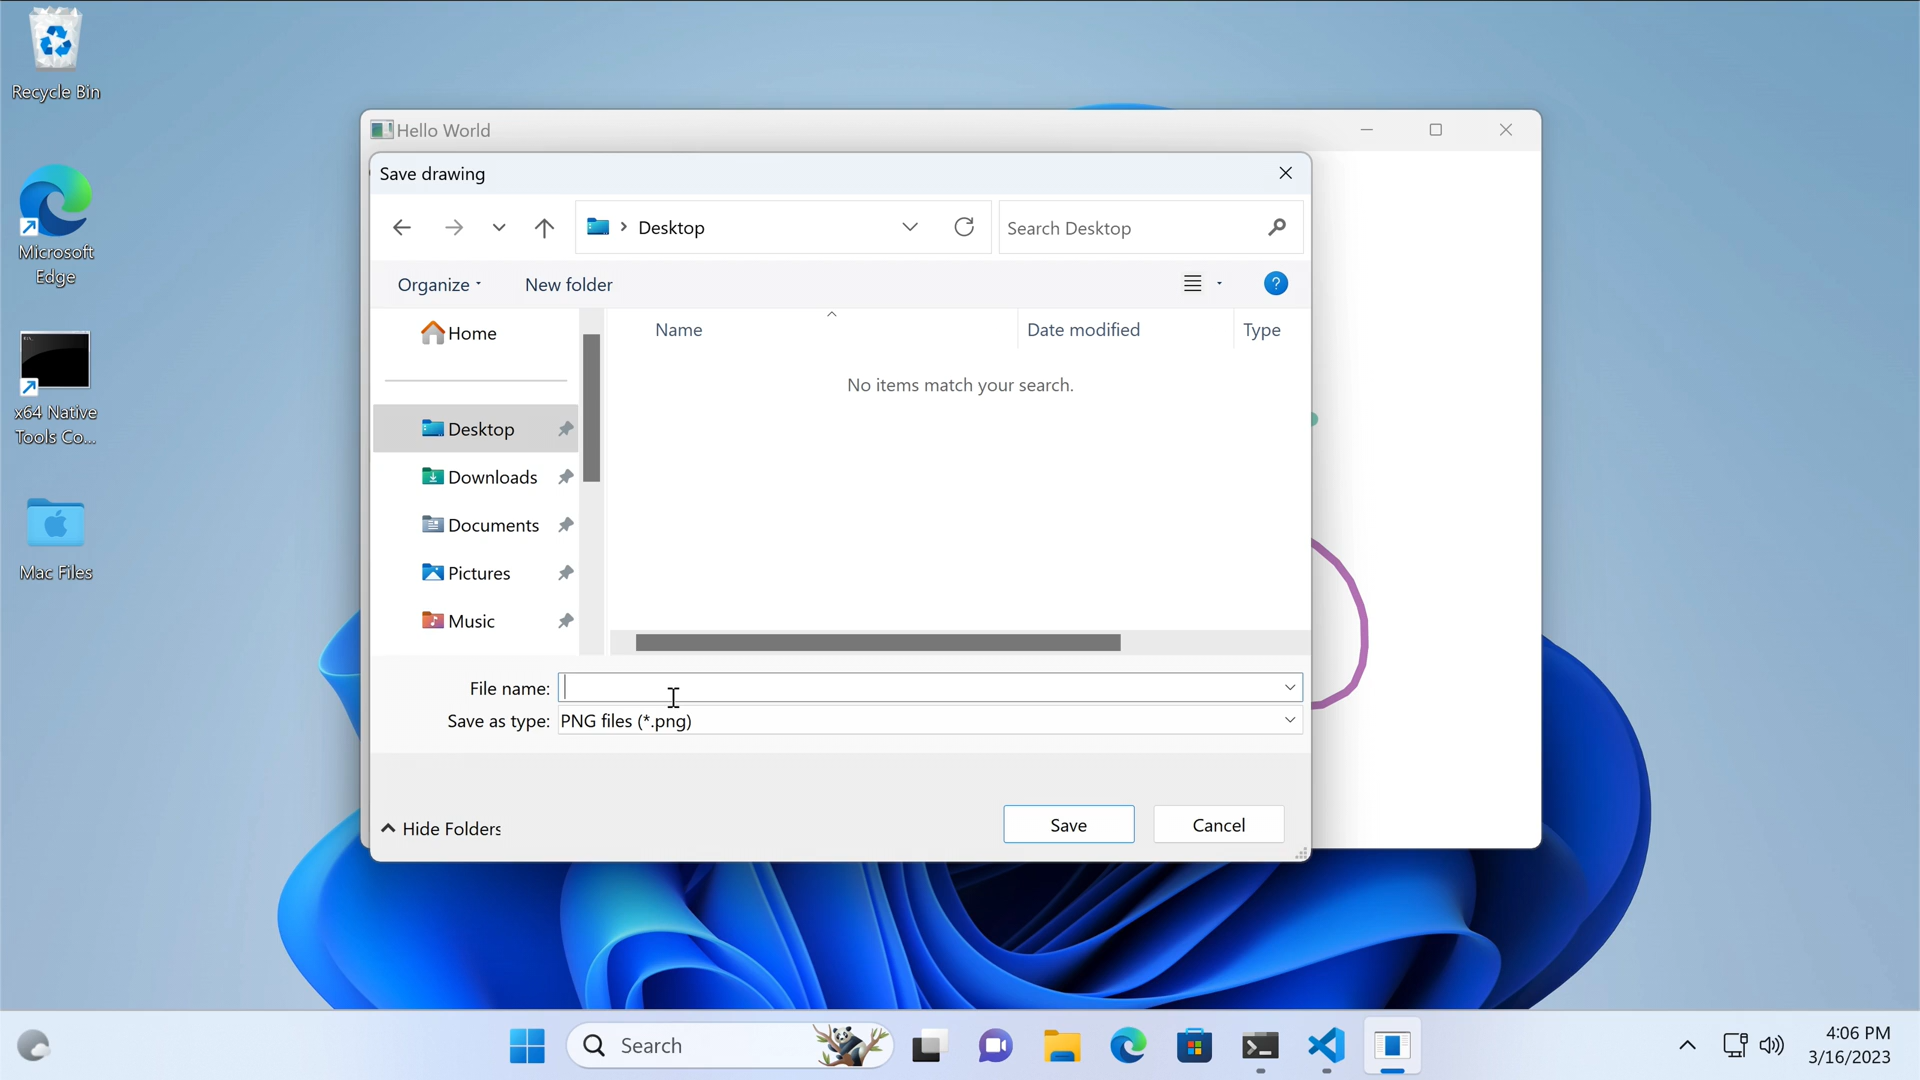 Recycle Bin
Microsoft
Edge
x64 Native
Tools Co...
Mac Files
Hello World
Save drawing
Desktop
Search Desktop
Organize
New folder
Name
Date modified
Type
No items match your search.
Home
Desktop
Downloads
Documents
Pictures
Music
File name:
Save as type: PNG files (*.png)
Hide Folders
Save
Cancel
Search
4:06 PM
3/16/2023